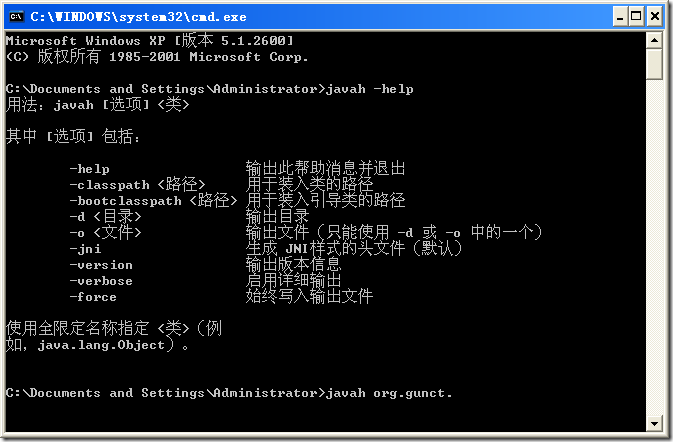 C:\WINDOWS\system32\cmd.exe
Microsoft Windows XP [版本 5.1.2600]
(C) 版权所有 1985-2001 Microsoft Corp.
C:\Documents and Settings\Administrator>javah -help
用法：javah [选项] <类>
其中 [选项] 包括：
-help 输出此帮助消息并退出
-classpath <路径> 用于装入类的路径
-bootclasspath <路径> 用于装入引导类的路径
-d <目录> 输出目录
-o <文件> 输出文件（只能使用 -d 或 -o 中的一个）
-jni 生成 JNI样式的头文件（默认）
-version 输出版本信息
-verbose 启用详细输出
-force 始终写入输出文件
使用全限定名称指定 <类>（例
如，java.lang.Object）。
C:\Documents and Settings\Administrator>javah org.gunct.